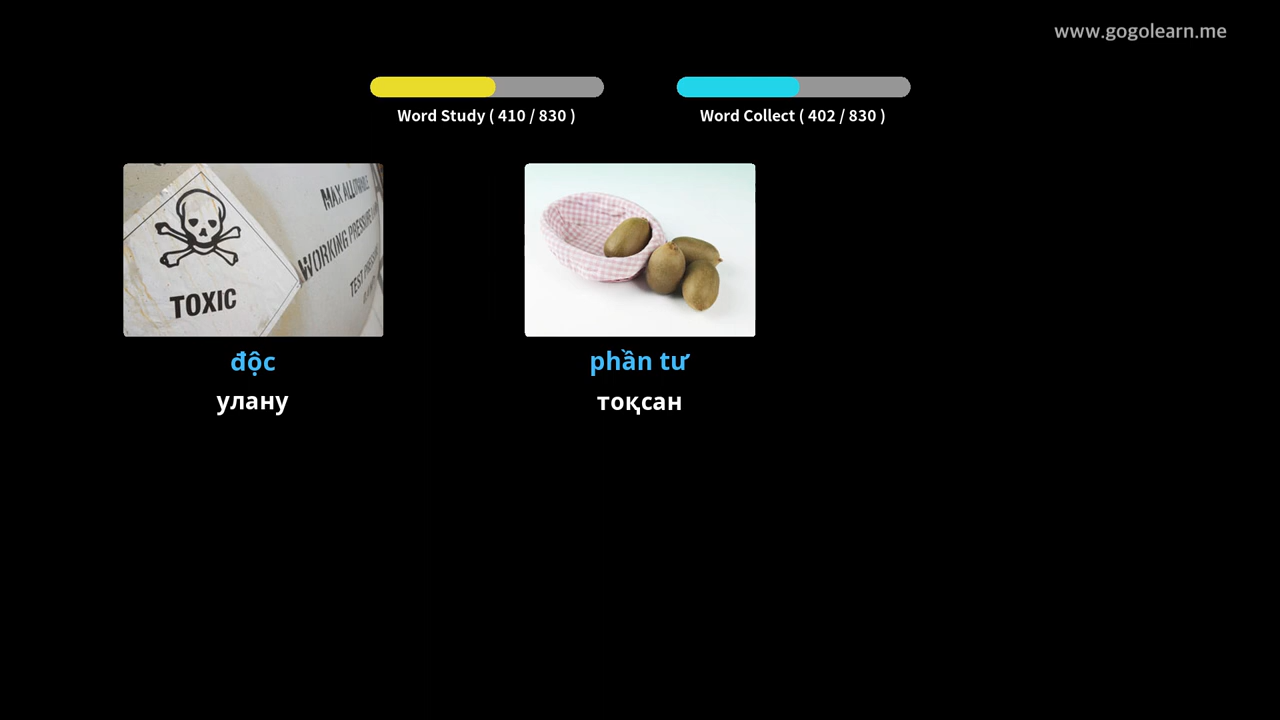 www.gogolearn.me
Word Study ( 410 / 830 )
Word Collect ( 402 / 830 )
MAX ALLOWABLE
WORKING PRESSURE
TEST
TOXIC
độc
улану
phần tư
тоқсан